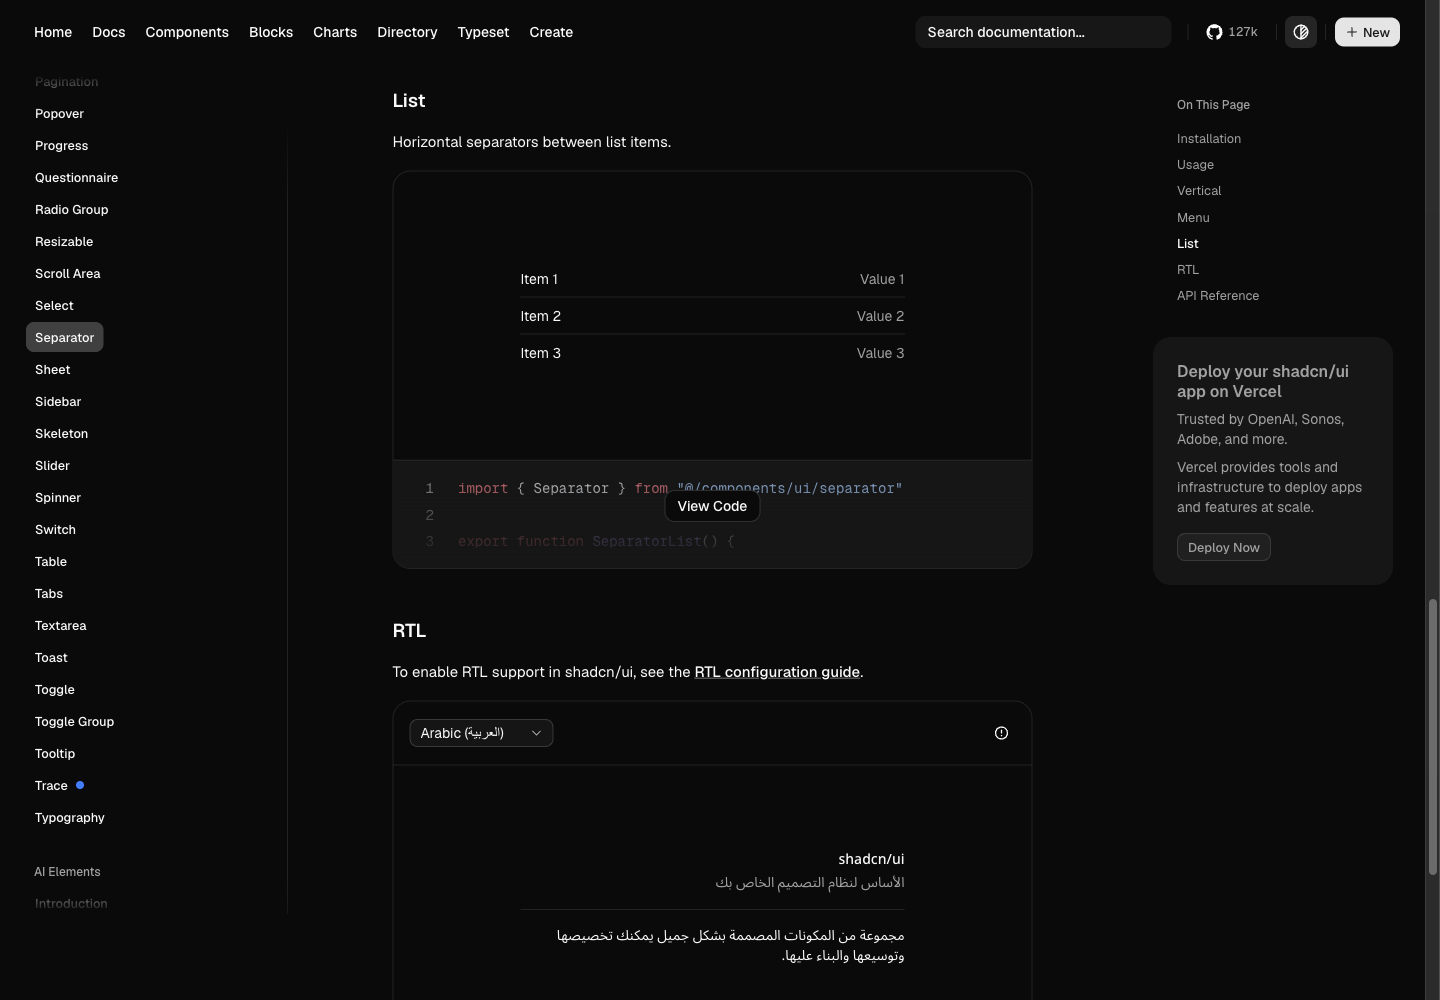 Home Docs Components Blocks Charts Directory Typeset Create
Search documentation...
127k
New
Pagination
Popover
Progress
Questionnaire
Radio Group
Resizable
Scroll Area
Select
Separator
Sheet
Sidebar
Skeleton
Slider
Spinner
Switch
Table
Tabs
Textarea
Toast
Toggle
Toggle Group
Tooltip
Trace
Typography
AI Elements
Introduction
List
Horizontal separators between list items.
Item 1 Value 1
Item 2 Value 2
Item 3 Value 3
1 import { Separator } from "@/components/ui/separator"
View Code
2
3 export function SeparatorList() {
RTL
To enable RTL support in shadcn/ui, see the RTL configuration guide.
Arabic (العربية)
shadcn/ui
الأساس لنظام التصميم الخاص بك
مجموعة من المكونات المصممة بشكل جميل يمكنك تخصيصها
وتوسيعها والبناء عليها.
On This Page
Installation
Usage
Vertical
Menu
List
RTL
API Reference
Deploy your shadcn/ui
app on Vercel
Trusted by OpenAI, Sonos,
Adobe, and more.
Vercel provides tools and
infrastructure to deploy apps
and features at scale.
Deploy Now